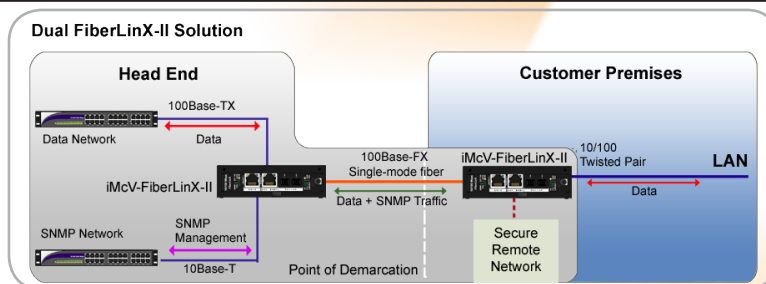 Dual FiberLinX-II Solution
Head End
Customer Premises
100Base-TX
Data
Data Network
iMcV-FiberLinX-II
100Base-FX
Single-mode fiber
Data + SNMP Traffic
iMcV-FiberLinX-II
10/100
Twisted Pair
LAN
Data
SNMP Network
SNMP
Management
10Base-T
Point of Demarcation
Secure
Remote
Network